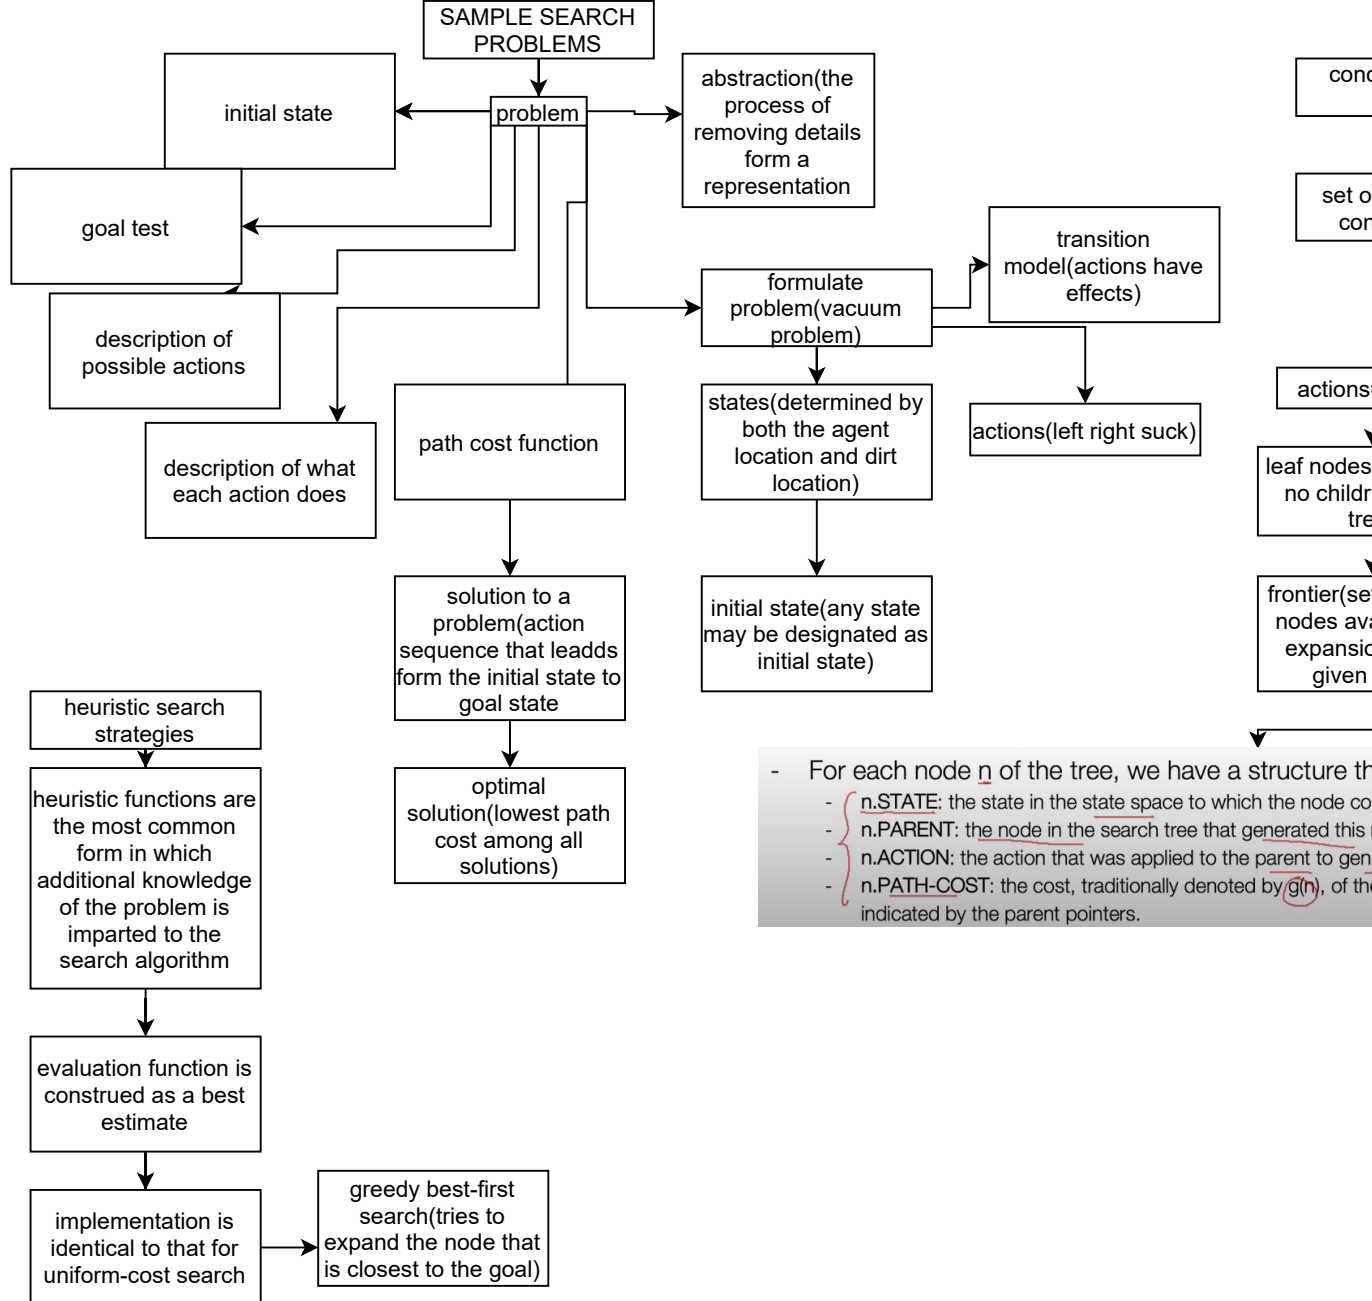 SAMPLE SEARCH
PROBLEMS
problem
initial state
goal test
description of
possible actions
description of what
each action does
path cost function
solution to a
problem(action
sequence that leadds
form the initial state to
goal state
optimal
solution(lowest path
cost among all
solutions)
abstraction(the
process of
removing details
form a
representation
formulate
problem(vacuum
problem)
transition
model(actions have
effects)
actions(left right suck)
states(determined by
both the agent
location and dirt
location)
initial state(any state
may be designated as
initial state)
set
actions
leaf nodes
no
frontier(
nodes
given
- For each node n of the tree, we have a structure
- n.STATE: the state in the state space to which the node
- n.PARENT: the node in the search tree that generated this
- n.ACTION: the action that was applied to the parent to
- n.PATH-COST: the cost, traditionally denoted by g(n), of
indicated by the parent pointers.
heuristic search
strategies
heuristic functions are
the most common
form in which
additional knowledge
of the problem is
imparted to the
search algorithm
evaluation function is
construed as a best
estimate
implementation is
identical to that for
uniform-cost search
greedy best-first
search(tries to
expand the node that
is closest to the goal)